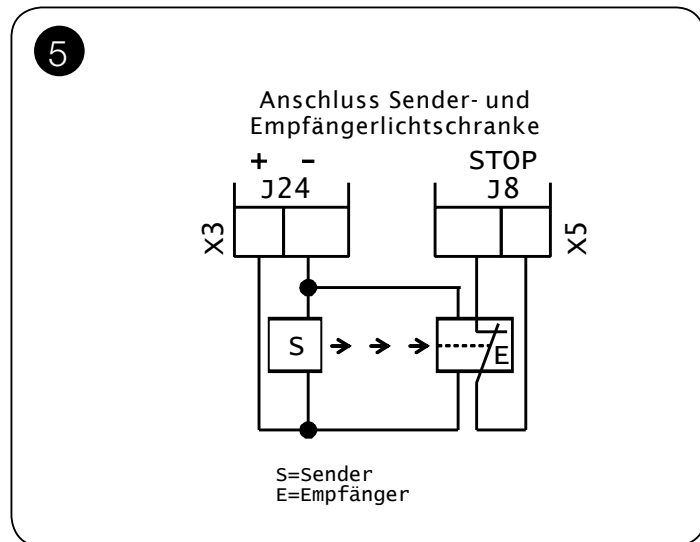 5
Anschluss Sender- und
Empfängerlichtschranke
+ - STOP
J24 J8
X3 X5
S E
S=Sender
E=Empfänger